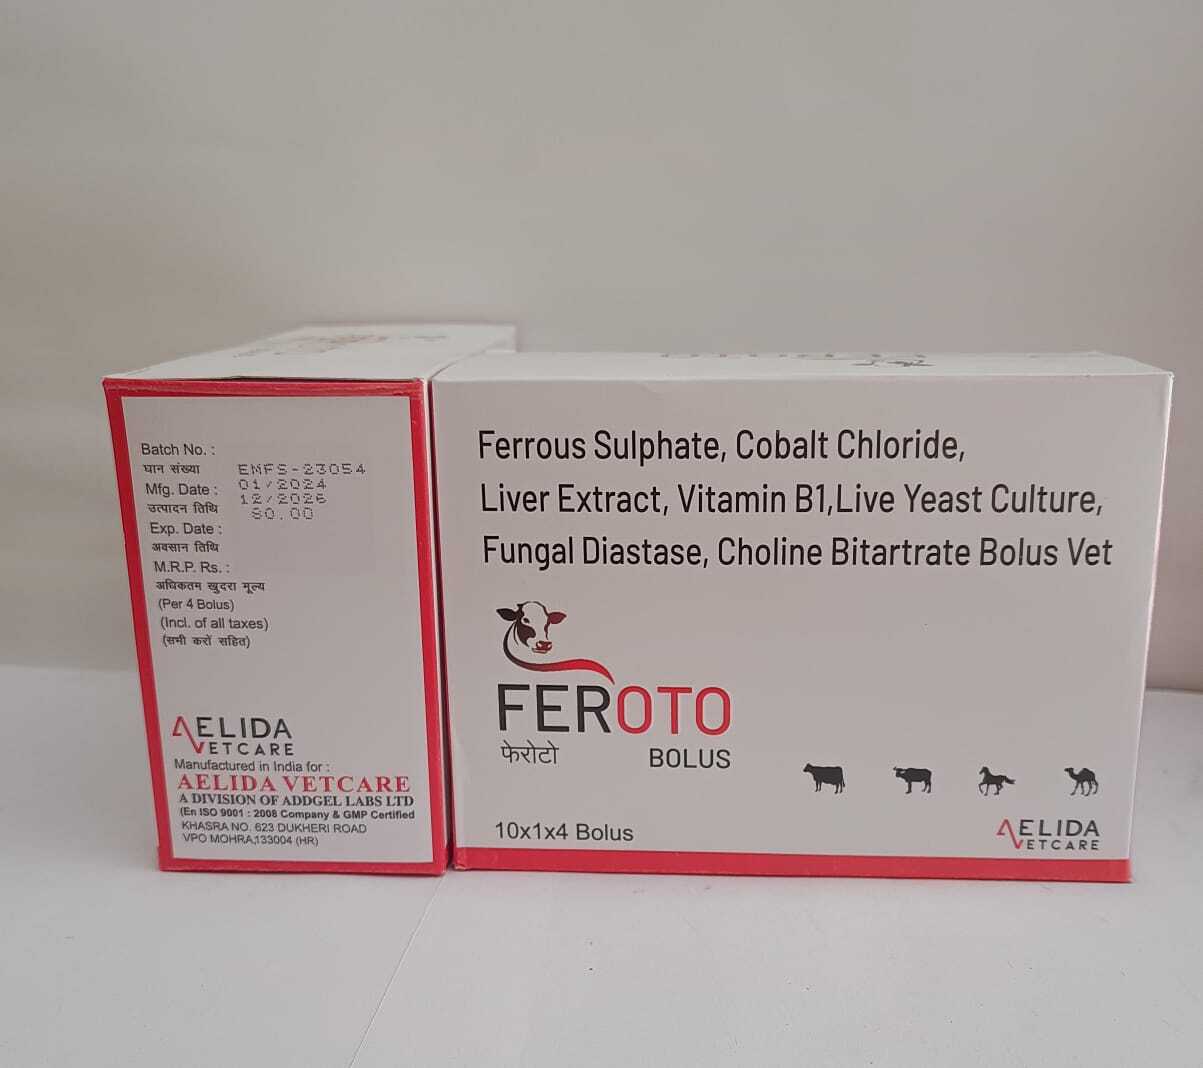 Batch No. :
घान संख्या
EMFS-23054
Mfg. Date :
01/2024
उत्पादन तिथि
12/2026
80.00
Exp. Date :
अवसान तिथि
M.R.P. Rs. :
अधिकतम खुदरा मूल्य
(Per 4 Bolus)
(Incl. of all taxes)
(सभी करों सहित)
AELIDA
VETCARE
Manufactured in India for :
AELIDA VETCARE
A DIVISION OF ADDGEL LABS LTD
(En ISO 9001 : 2008 Company & GMP Certified
KHASRA NO. 623 DUKHERI ROAD
VPO MOHRA,133004 (HR)
Ferrous Sulphate, Cobalt Chloride,
Liver Extract, Vitamin B1,Live Yeast Culture,
Fungal Diastase, Choline Bitartrate Bolus Vet
FEROTO
फेरोटो BOLUS
10x1x4 Bolus
AELIDA
VETCARE